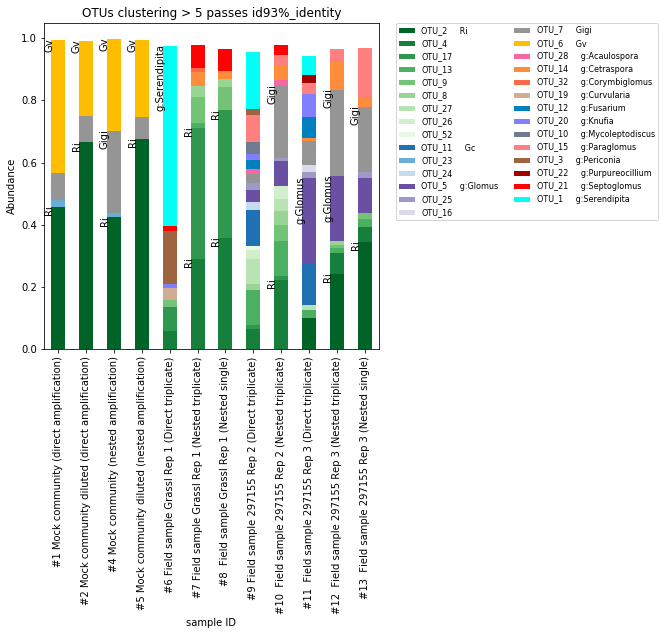 OTUs clustering > 5 passes id93%_identity
1.0
0.8
0.6
0.4
0.2
0.0
Abundance
Ri
Gv
Ri
Gv
Ri
Gigi
Gv
Ri
Gv
g:Serendipita
Ri
Ri
Ri
Ri
Gigi
g:Glomus
Ri
g:Glomus
Gigi
Ri
Gigi
#1 Mock community (direct amplification)
#2 Mock community diluted (direct amplification)
#4 Mock community (nested amplification)
#5 Mock community diluted (nested amplification)
#6 Field sample Grassl Rep 1 (Direct triplicate)
#7 Field sample Grassl Rep 1 (Nested triplicate)
#8 Field sample Grassl Rep 1 (Nested single)
#9 Field sample 297155 Rep 2 (Direct triplicate)
#10 Field sample 297155 Rep 2 (Nested triplicate)
#11 Field sample 297155 Rep 3 (Direct triplicate)
#12 Field sample 297155 Rep 3 (Nested triplicate)
#13 Field sample 297155 Rep 3 (Nested single)
sample ID
OTU_2 Ri
OTU_4
OTU_17
OTU_13
OTU_9
OTU_8
OTU_27
OTU_26
OTU_52
OTU_11 Gc
OTU_23
OTU_24
OTU_5 g:Glomus
OTU_25
OTU_16
OTU_7 Gigi
OTU_6 Gv
OTU_28 g:Acaulospora
OTU_14 g:Cetraspora
OTU_32 g:Corymbiglomus
OTU_19 g:Curvularia
OTU_12 g:Fusarium
OTU_20 g:Knufia
OTU_10 g:Mycoleptodiscus
OTU_15 g:Paraglomus
OTU_3 g:Periconia
OTU_22 g:Purpureocillium
OTU_21 g:Septoglomus
OTU_1 g:Serendipita